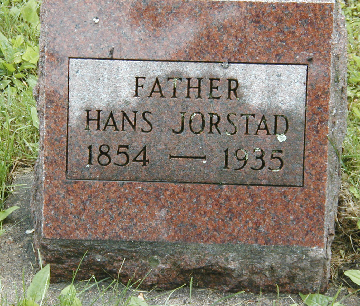 FATHER
HANS JORSTAD
1854 — 1935